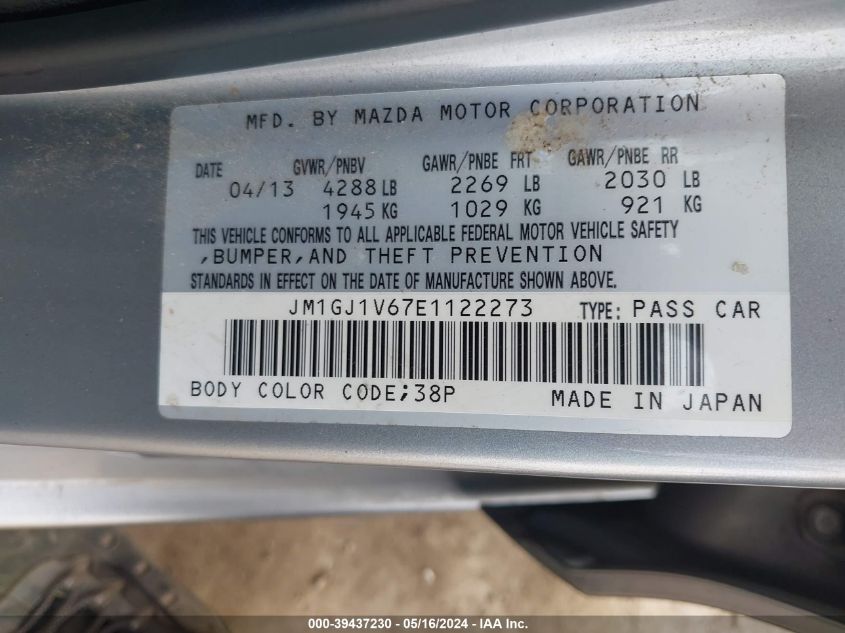 MFD. BY MAZDA MOTOR CORPORATION
DATE GVWR/PNBV GAWR/PNBE FRT GAWR/PNBE RR
04/13 4288 LB 2269 LB 2030 LB
1945 KG 1029 KG 921 KG
THIS VEHICLE CONFORMS TO ALL APPLICABLE FEDERAL MOTOR VEHICLE SAFETY
,BUMPER,AND THEFT PREVENTION
STANDARDS IN EFFECT ON THE DATE OF MANUFACTURE SHOWN ABOVE.
JM1GJ1V67E1122273 TYPE: PASS CAR
BODY COLOR CODE;38P MADE IN JAPAN
000-39437230 - 05/16/2024 - IAA Inc.